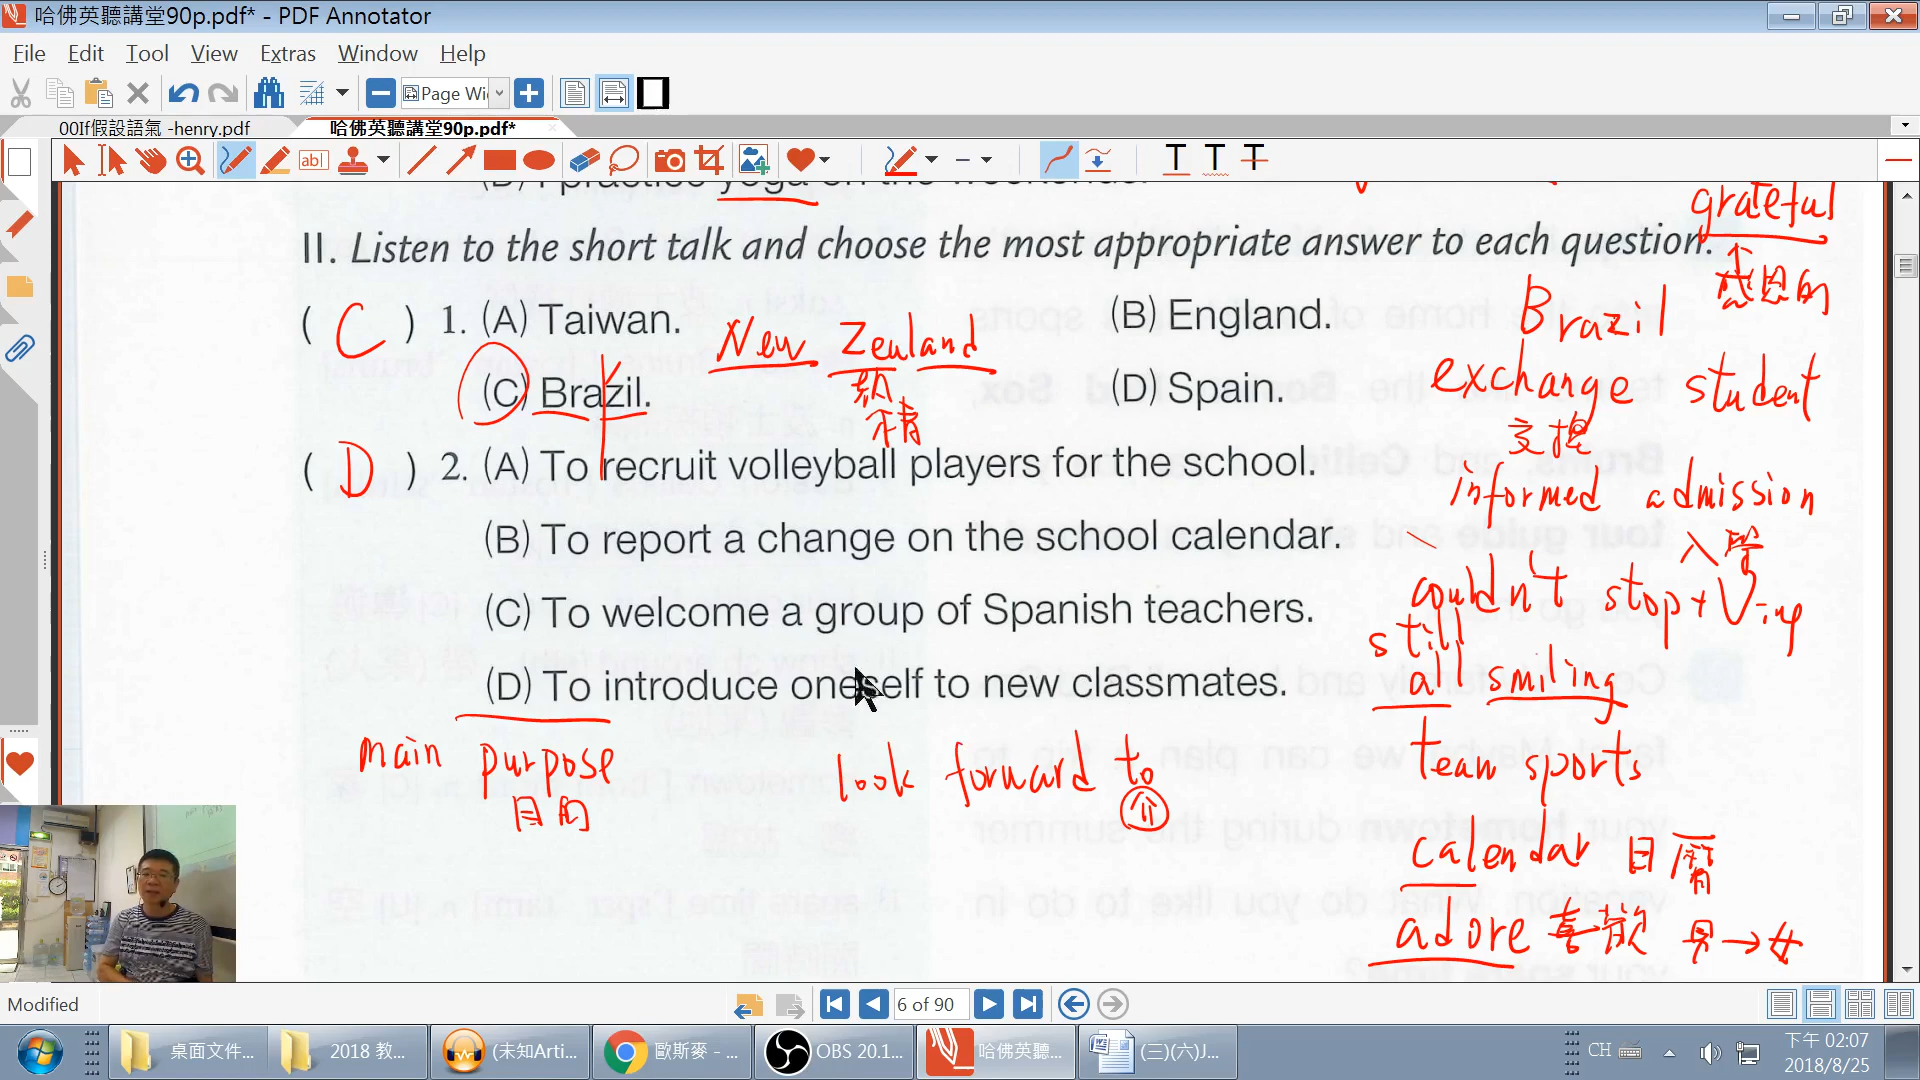 哈佛英聽講堂90p.pdf* - PDF Annotator
File Edit Tool View Extras Window Help
Page Wi
00If假設語氣 -henry.pdf
哈佛英聽講堂90p.pdf*
ab|
T T T
grateful
II. Listen to the short talk and choose the most appropriate answer to each question.
感恩的
( C ) 1. (A) Taiwan. (B) England.
New Zealand
Brazil
(C) Brazil. (D) Spain.
exchange student
交換
( D ) 2. (A) To recruit volleyball players for the school.
informed admission
入學
(B) To report a change on the school calendar.
couldn't stop + V-ing
(C) To welcome a group of Spanish teachers.
still
all smiling
(D) To introduce oneself to new classmates.
main purpose
目的
look forward to
介
team sports
calendar 日曆
adore 喜歡 男→女
Modified
6 of 90
桌面文件...
2018 教...
(未知Arti...
歐斯麥 - ...
OBS 20.1...
哈佛英聽...
(三)(六)J...
CH
下午 02:07
2018/8/25